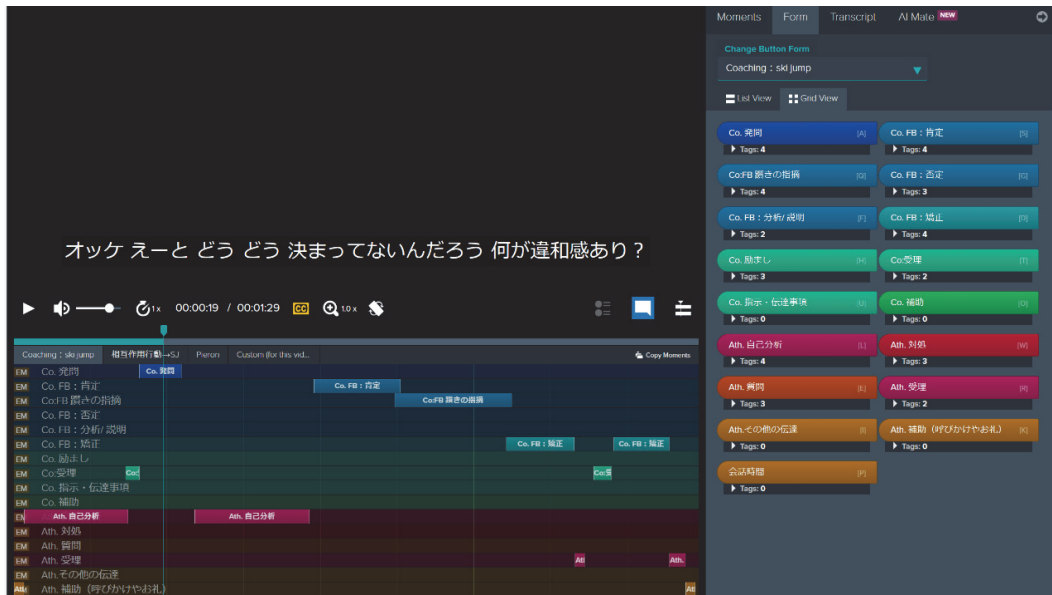 Moments Form Transcript AI Mate NEW
Change Button Form
Coaching：ski jump
List View Grid View
Co. 発問 [A] Co. FB：肯定 [S]
Tags: 4 Tags: 4
Co:FB 躓きの指摘 [Q] Co. FB：否定 [G]
Tags: 4 Tags: 3
Co. FB：分析/ 説明 [F] Co. FB：矯正 [D]
Tags: 2 Tags: 4
Co. 励まし [H] Co:受理 [T]
Tags: 3 Tags: 2
Co. 指示・伝達事項 [U] Co. 補助 [O]
Tags: 0 Tags: 0
Ath. 自己分析 [L] Ath. 対処 [W]
Tags: 4 Tags: 3
Ath. 質問 [E] Ath. 受理 [R]
Tags: 3 Tags: 2
Ath.その他の伝達 [I] Ath. 補助（呼びかけやお礼） [K]
Tags: 0 Tags: 0
会話時間 [P]
Tags: 0
オッケ えーと どう どう 決まってないんだろう 何が違和感あり？
1 x 00:00:19 / 00:01:29 CC 1.0 x
Coaching：ski jump 相互作用行動→SJ Pieron Custom (for this vid... Copy Moments
EM Co. 発問 Co. 発問
EM Co. FB：肯定 Co. FB：肯定
EM Co:FB 躓きの指摘 Co:FB 躓きの指摘
EM Co. FB：否定
EM Co. FB：分析/ 説明
EM Co. FB：矯正 Co. FB：矯正 Co. FB：矯正
EM Co. 励まし
EM Co:受理
EM Co. 指示・伝達事項
EM Co. 補助
Ath. 自己分析 Ath. 自己分析
EM Ath. 対処
EM Ath. 質問
EM Ath. 受理 Ath.
EM Ath.その他の伝達
Ath. 補助（呼びかけやお礼）